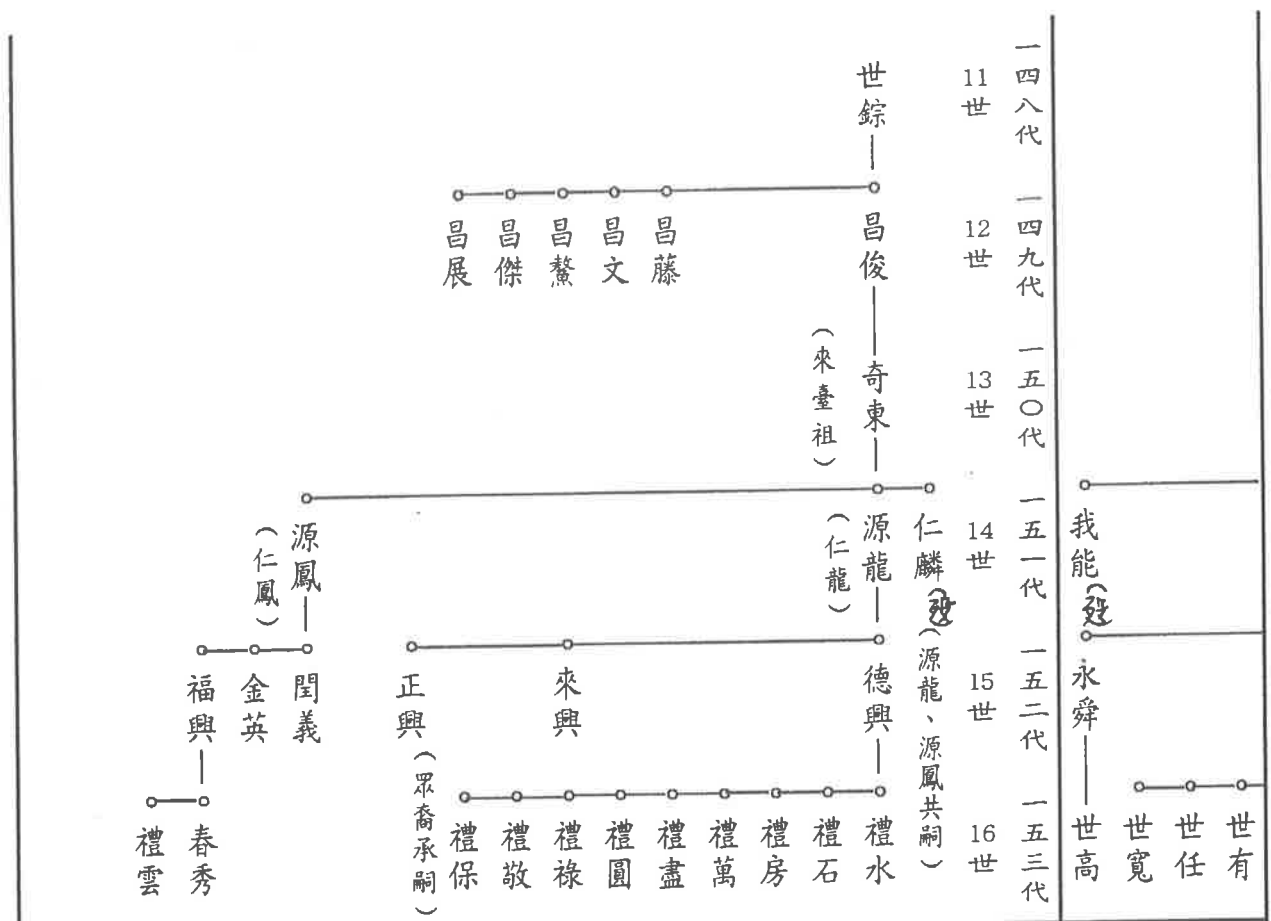 世有
世任
世寬
我能(歿)
永舜
世高
一四八代
一四九代
一五〇代
一五一代
一五二代
一五三代
11世
12世
13世
14世
15世
16世
世錝
昌俊
昌藤
昌文
昌鰲
昌傑
昌展
奇東
(來臺祖)
仁麟(歿)(源龍、源鳳共嗣)
源龍
(仁龍)
源鳳
(仁鳳)
德興
來興
正興(眾裔承嗣)
閏義
金英
福興
禮水
禮石
禮房
禮萬
禮盡
禮圓
禮祿
禮敬
禮保
春秀
禮雲